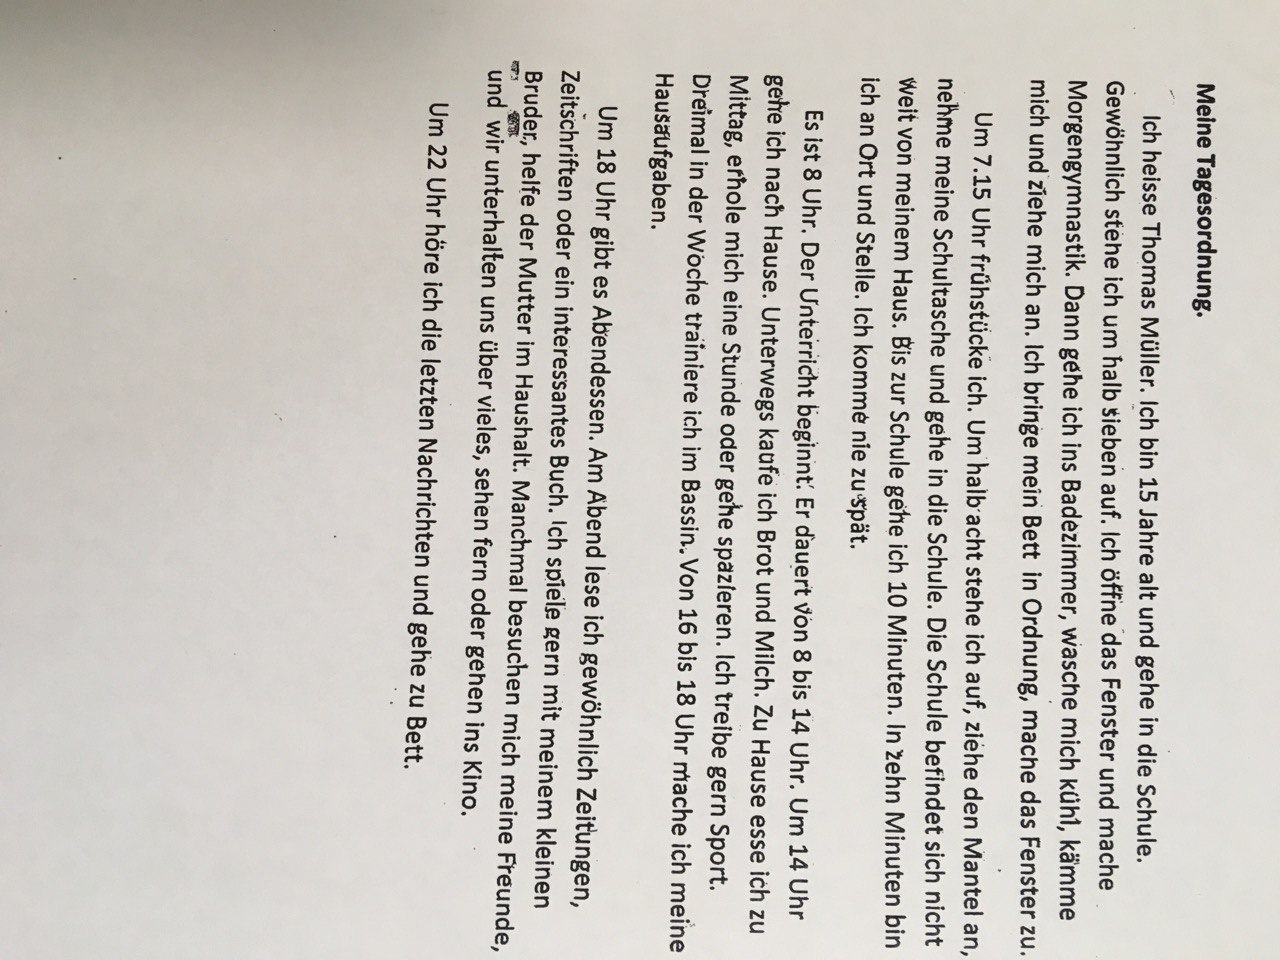 Meine Tagesordnung.
Ich heisse Thomas Müller. Ich bin 15 Jahre alt und gehe in die Schule.
Gewöhnlich stehe ich um halb sieben auf. Ich öffne das Fenster und mache
Morgengymnastik. Dann gehe ich ins Badezimmer, wasche mich kühl, kämme
mich und ziehe mich an. Ich bringe mein Bett in Ordnung, mache das Fenster zu.
Um 7.15 Uhr frühstücke ich. Um halb acht stehe ich auf, ziehe den Mantel an,
nehme meine Schultasche und gehe in die Schule. Die Schule befindet sich nicht
weit von meinem Haus. Bis zur Schule gehe ich 10 Minuten. In zehn Minuten bin
ich an Ort und Stelle. Ich komme nie zu spät.
Es ist 8 Uhr. Der Unterricht beginnt. Er dauert von 8 bis 14 Uhr. Um 14 Uhr
gehe ich nach Hause. Unterwegs kaufe ich Brot und Milch. Zu Hause esse ich zu
Mittag, erhole mich eine Stunde oder gehe spazieren. Ich treibe gern Sport.
Dreimal in der Woche trainiere ich im Bassin. Von 16 bis 18 Uhr mache ich meine
Hausaufgaben.
Um 18 Uhr gibt es Abendessen. Am Abend lese ich gewöhnlich Zeitungen,
Zeitschriften oder ein interessantes Buch. Ich spiele gern mit meinem kleinen
Bruder, helfe der Mutter im Haushalt. Manchmal besuchen mich meine Freunde,
und wir unterhalten uns über vieles, sehen fern oder gehen ins Kino.
Um 22 Uhr höre ich die letzten Nachrichten und gehe zu Bett.